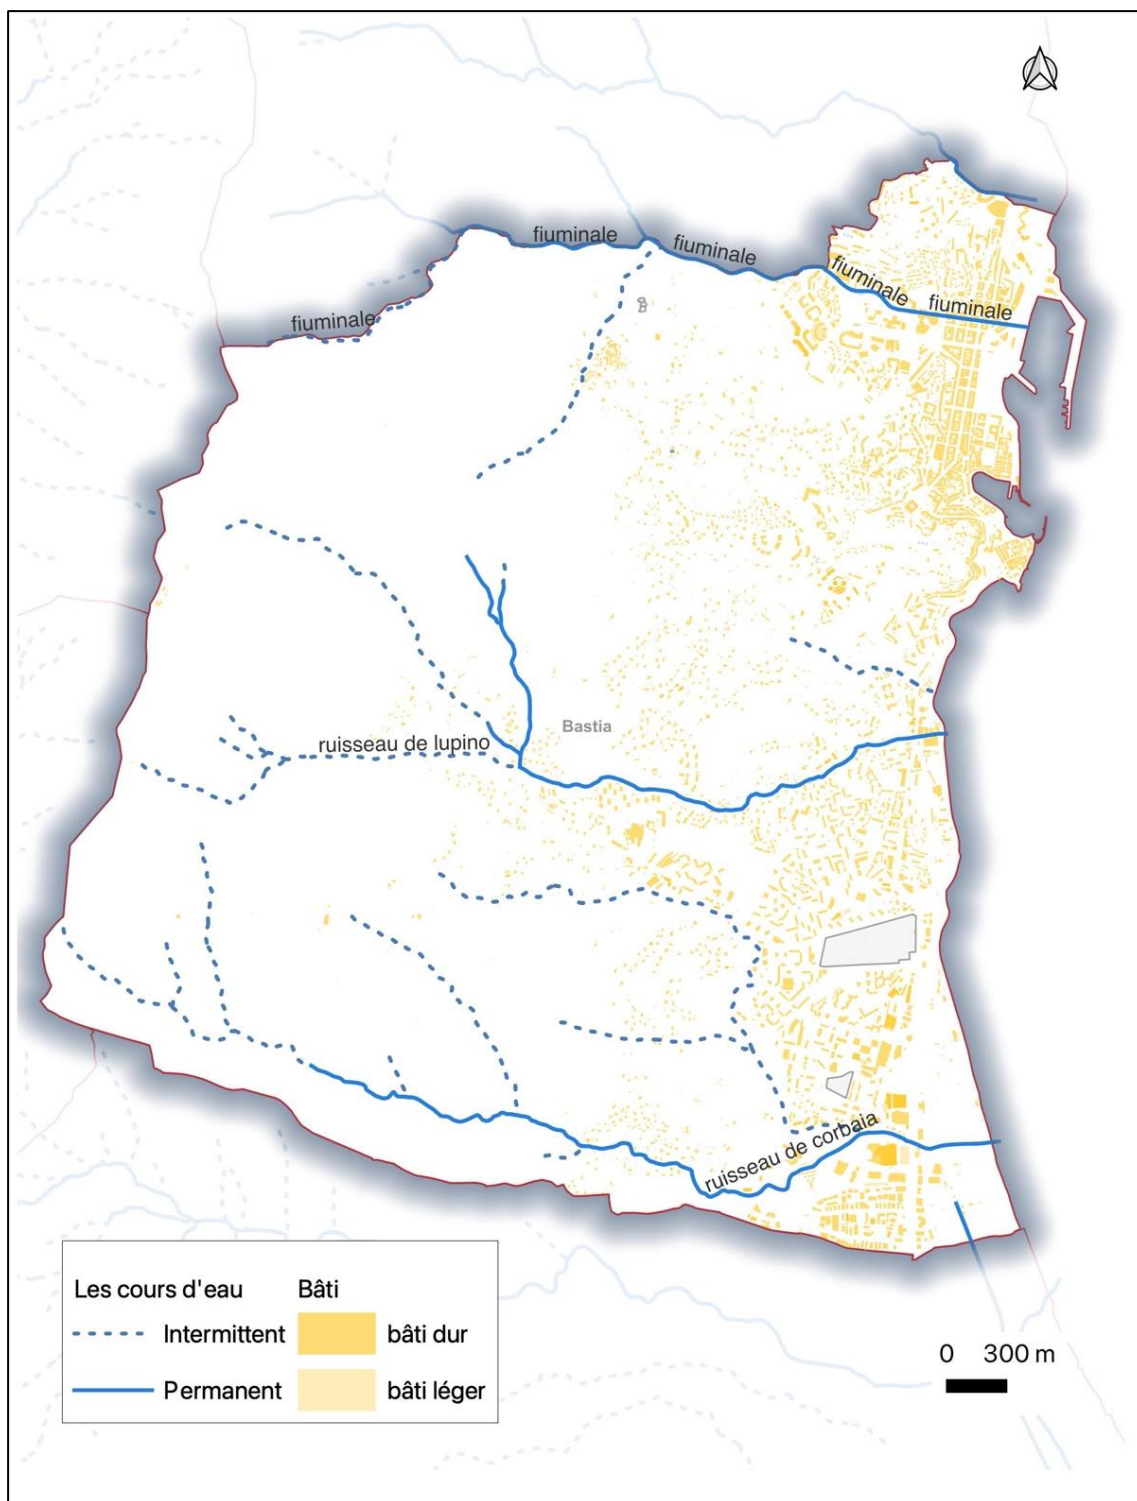 fiuminale
fiuminale
fiuminale
fiuminale
fiuminale
Bastia
ruisseau de lupino
ruisseau de corbaia
Les cours d'eau
Bâti
Intermittent
bâti dur
Permanent
bâti léger
0 300 m